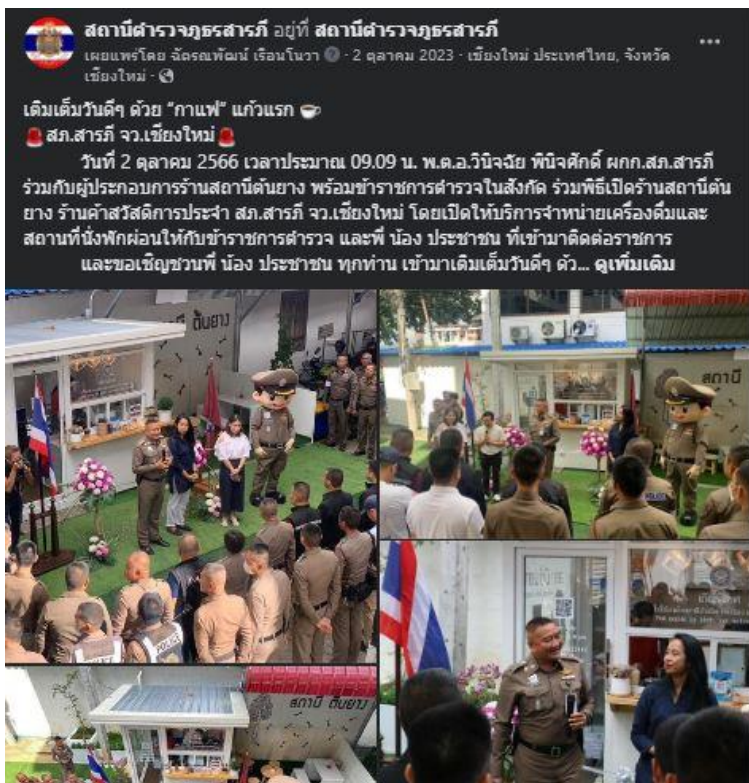 สถานีตำรวจภูธรสารภี อยู่ที่ สถานีตำรวจภูธรสารภี
เผยแพร่โดย ฉัตรณพัฒน์ เรือนโนวา · 2 ตุลาคม 2023 · เชียงใหม่ ประเทศไทย, จังหวัด
เชียงใหม่ ·
เติมเต็มวันดีๆ ด้วย "กาแฟ" แก้วแรก ☕
🚨 สภ.สารภี จว.เชียงใหม่ 🚨
วันที่ 2 ตุลาคม 2566 เวลาประมาณ 09.09 น. พ.ต.อ.วินิจฉัย พินิจศักดิ์ ผกก.สภ.สารภี
ร่วมกับผู้ประกอบการร้านสถานีต้นยาง พร้อมข้าราชการตำรวจในสังกัด ร่วมพิธีเปิดร้านสถานีต้น
ยาง ร้านค้าสวัสดิการประจำ สภ.สารภี จว.เชียงใหม่ โดยเปิดให้บริการจำหน่ายเครื่องดื่มและ
สถานที่นั่งพักผ่อนให้กับข้าราชการตำรวจ และพี่ น้อง ประชาชน ที่เข้ามาติดต่อราชการ
และขอเชิญชวนพี่ น้อง ประชาชน ทุกท่าน เข้ามาเติมเต็มวันดีๆ ด้ว... ดูเพิ่มเติม
ต้นยาง
สถานี
POLICE
POLICE
สถานี ต้นยาง